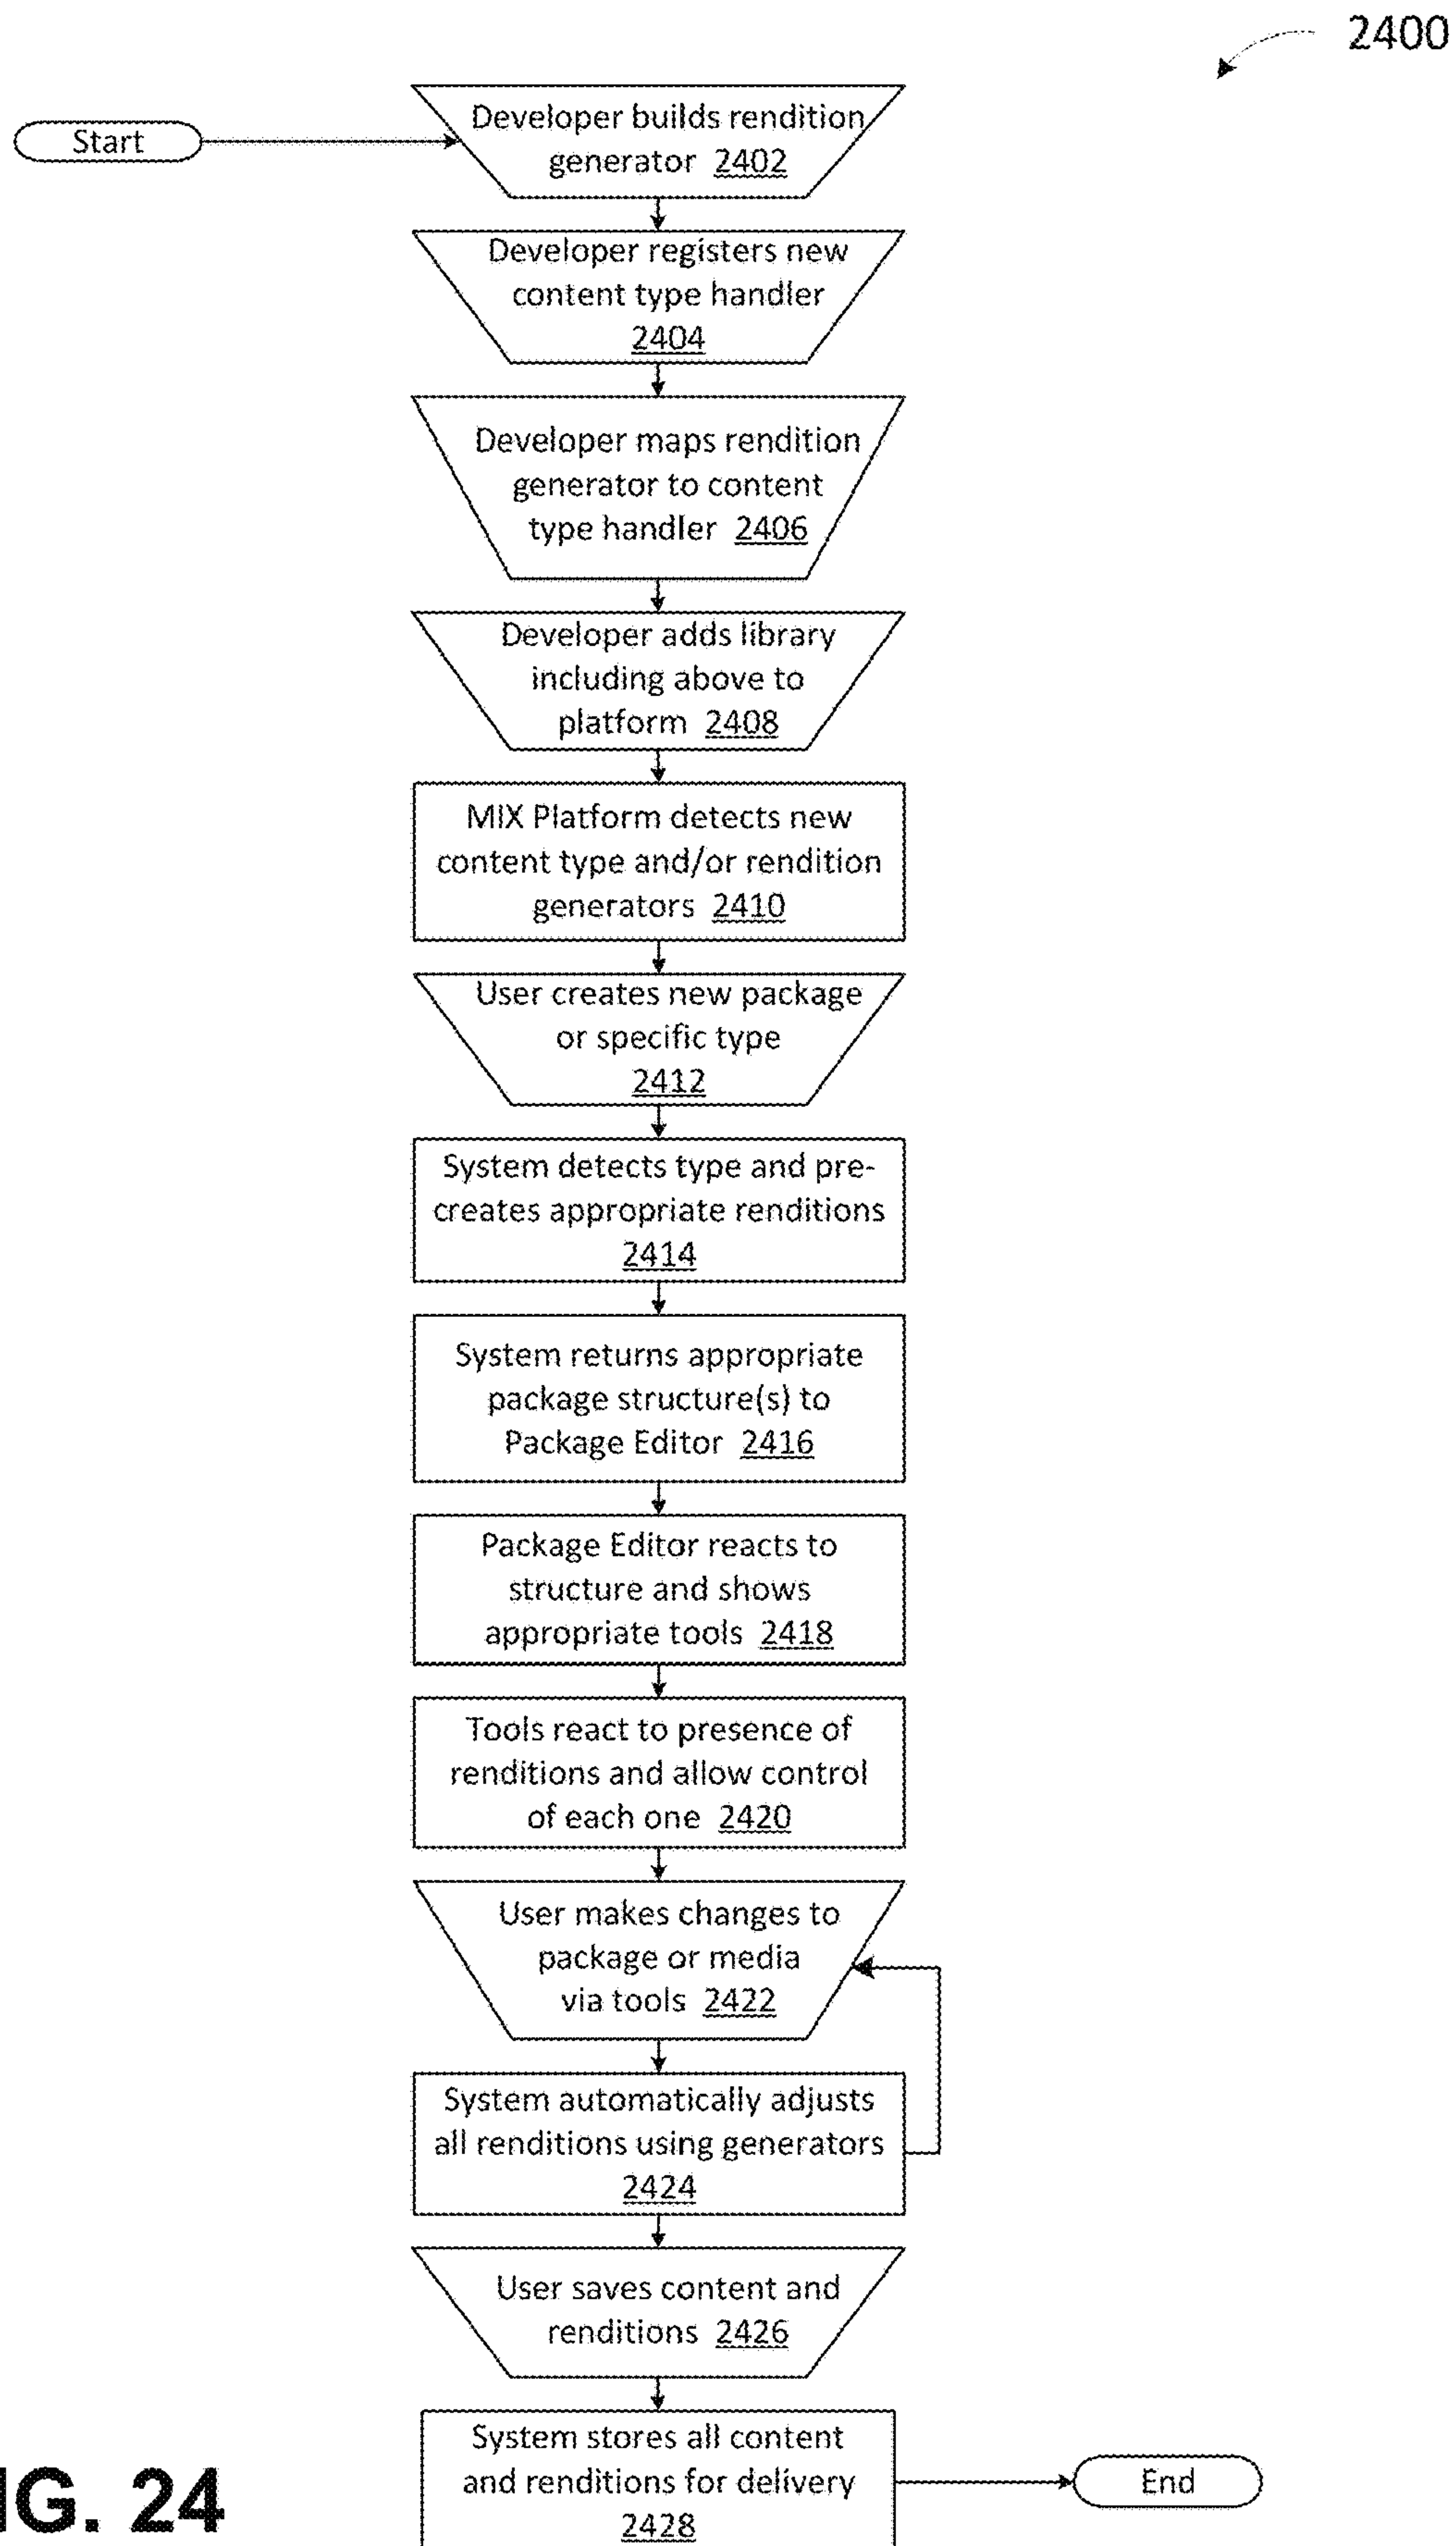 2400
Start
Developer builds rendition
generator 2402
Developer registers new
content type handler
2404
Developer maps rendition
generator to content
type handler 2406
Developer adds library
including above to
platform 2408
MIX Platform detects new
content type and/or rendition
generators 2410
User creates new package
or specific type
2412
System detects type and pre-
creates appropriate renditions
2414
System returns appropriate
package structure(s) to
Package Editor 2416
Package Editor reacts to
structure and shows
appropriate tools 2418
Tools react to presence of
renditions and allow control
of each one 2420
User makes changes to
package or media
via tools 2422
System automatically adjusts
all renditions using generators
2424
User saves content and
renditions 2426
System stores all content
and renditions for delivery
2428
End
IG. 24